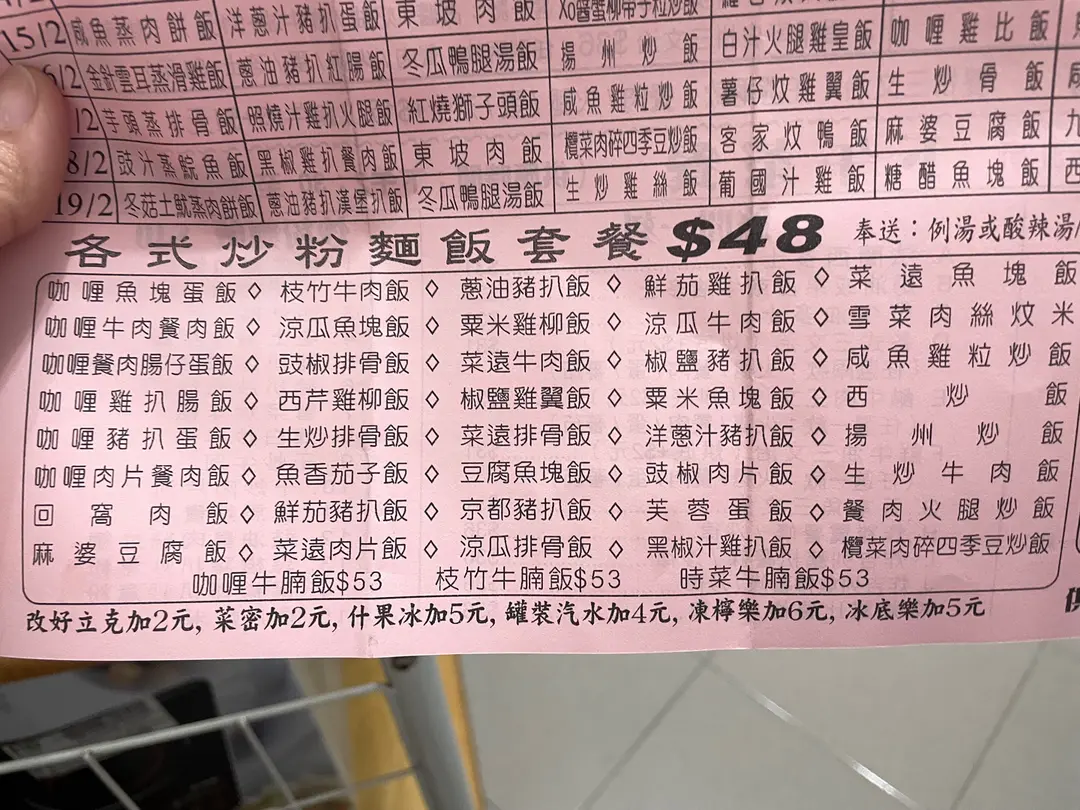 15/2 咸魚蒸肉餅飯 洋蔥汁豬扒蛋飯 東坡肉飯 XO醬蟹柳帶子粒炒飯
6/2 金針雲耳蒸滑雞飯 蔥油豬扒紅腸飯 冬瓜鴨腿湯飯 揚州炒飯 白汁火腿雞皇飯 咖喱雞比飯
/2 芋頭蒸排骨飯 照燒汁雞扒火腿飯 紅燒獅子頭飯 咸魚雞粒炒飯 薯仔炆雞翼飯 生炒骨飯 咸
8/2 豉汁蒸鯇魚飯 黑椒雞扒餐肉飯 東坡肉飯 欖菜肉碎四季豆炒飯 客家炆鴨飯 麻婆豆腐飯 九
19/2 冬菇土魷蒸肉餅飯 蔥油豬扒漢堡扒飯 冬瓜鴨腿湯飯 生炒雞絲飯 葡國汁雞飯 糖醋魚塊飯 西
各式炒粉麵飯套餐$48 奉送：例湯或酸辣湯/
咖喱魚塊蛋飯◇枝竹牛肉飯◇蔥油豬扒飯◇鮮茄雞扒飯◇菜遠魚塊飯
咖喱牛肉餐肉飯◇涼瓜魚塊飯◇粟米雞柳飯◇涼瓜牛肉飯◇雪菜肉絲炆米
咖喱餐肉腸仔蛋飯◇豉椒排骨飯◇菜遠牛肉飯◇椒鹽豬扒飯◇咸魚雞粒炒飯
咖喱雞扒腸飯◇西芹雞柳飯◇椒鹽雞翼飯◇粟米魚塊飯◇西炒飯
咖喱豬扒蛋飯◇生炒排骨飯◇菜遠排骨飯◇洋蔥汁豬扒飯◇揚州炒飯
咖喱肉片餐肉飯◇魚香茄子飯◇豆腐魚塊飯◇豉椒肉片飯◇生炒牛肉飯
回窩肉飯◇鮮茄豬扒飯◇京都豬扒飯◇芙蓉蛋飯◇餐肉火腿炒飯
麻婆豆腐飯◇菜遠肉片飯◇涼瓜排骨飯◇黑椒汁雞扒飯◇欖菜肉碎四季豆炒飯
咖喱牛腩飯$53 枝竹牛腩飯$53 時菜牛腩飯$53
改好立克加2元, 菜密加2元, 什果冰加5元, 罐裝汽水加4元, 凍檸樂加6元, 冰底樂加5元